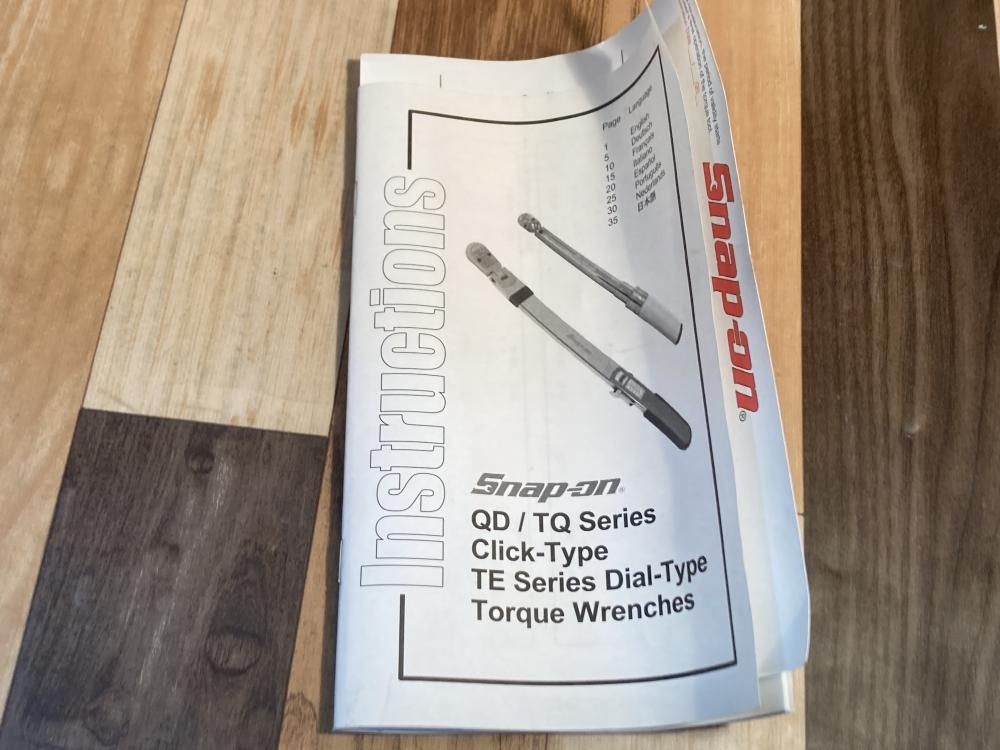 Instructions
Page Language
1 English
5 Deutsch
10 Français
15 Italiano
20 Español
25 Português
30 Nederlands
35 日本語
Snap-on®
QD / TQ Series
Click-Type
TE Series Dial-Type
Torque Wrenches
Snap-on®